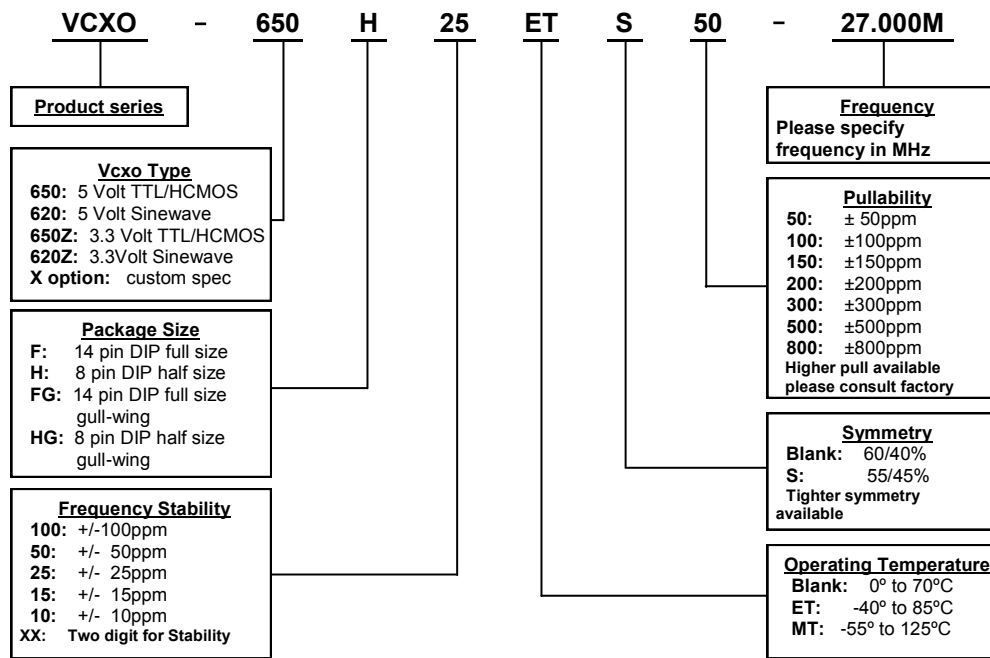 VCXO - 650 H 25 ET S 50 - 27.000M
Product series
Vcxo Type
650: 5 Volt TTL/HCMOS
620: 5 Volt Sinewave
650Z: 3.3 Volt TTL/HCMOS
620Z: 3.3Volt Sinewave
X option: custom spec
Package Size
F: 14 pin DIP full size
H: 8 pin DIP half size
FG: 14 pin DIP full size
gull-wing
HG: 8 pin DIP half size
gull-wing
Frequency Stability
100: +/-100ppm
50: +/- 50ppm
25: +/- 25ppm
15: +/- 15ppm
10: +/- 10ppm
XX: Two digit for Stability
Frequency
Please specify
frequency in MHz
Pullability
50: ± 50ppm
100: ±100ppm
150: ±150ppm
200: ±200ppm
300: ±300ppm
500: ±500ppm
800: ±800ppm
Higher pull available
please consult factory
Symmetry
Blank: 60/40%
S: 55/45%
Tighter symmetry
available
Operating Temperature
Blank: 0º to 70ºC
ET: -40º to 85ºC
MT: -55º to 125ºC